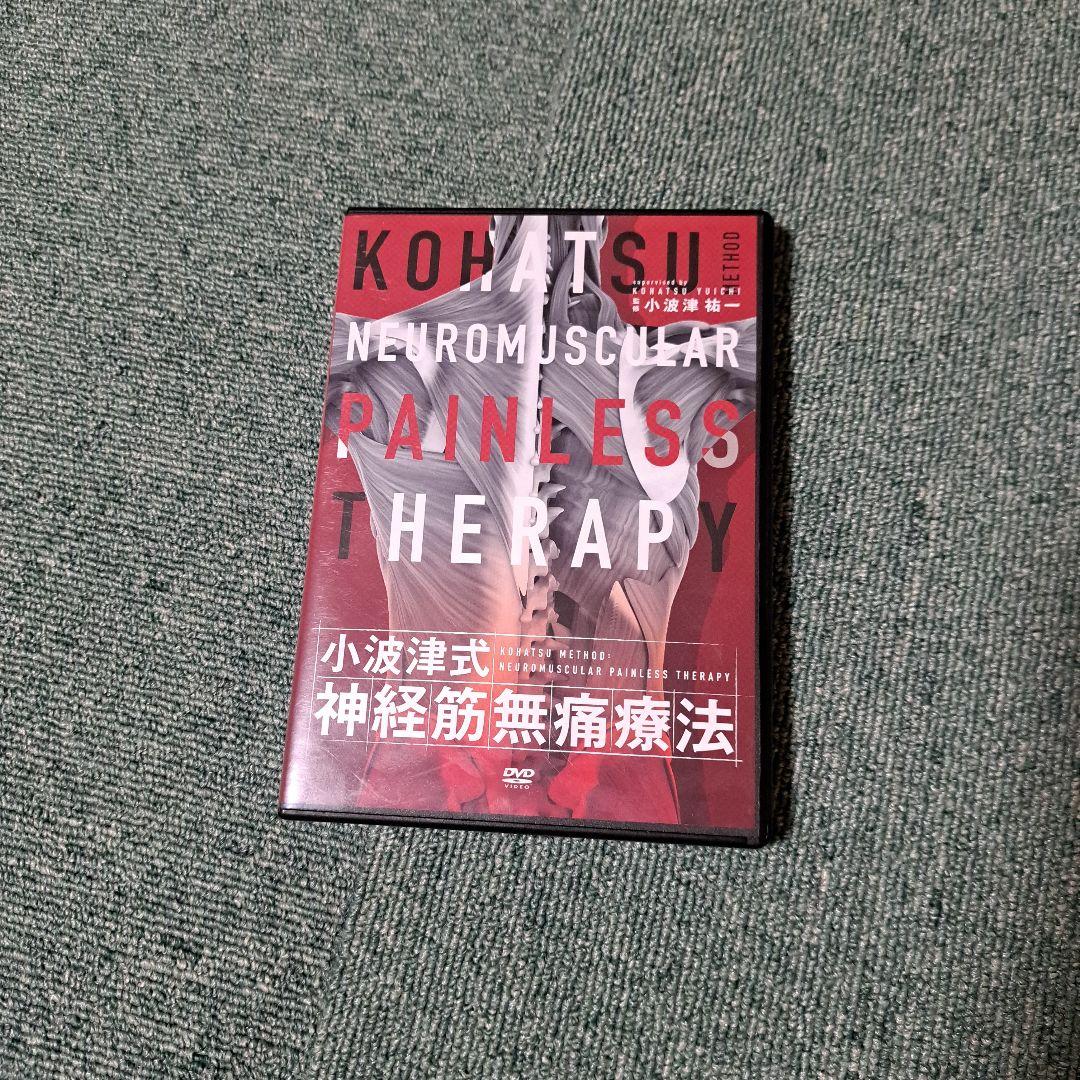 KOHATSU METHOD
supervised by
KOHATSU YUICHI
監修 小波津 祐一
NEUROMUSCULAR
PAINLESS
THERAPY
小波津式
KOHATSU METHOD:
NEUROMUSCULAR PAINLESS THERAPY
神経筋無痛療法
DVD
VIDEO